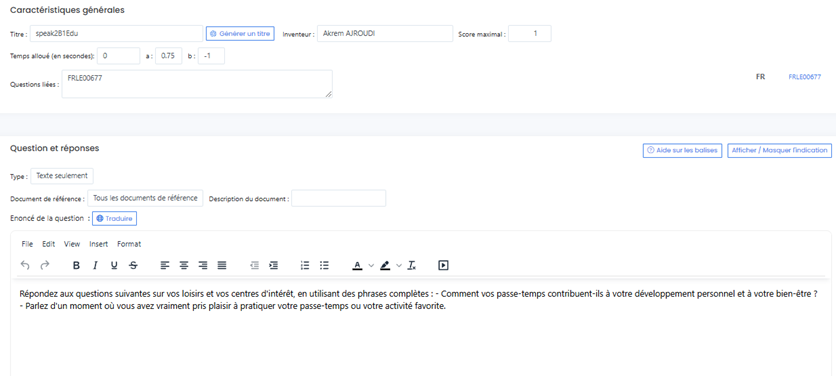 Caractéristiques générales
Titre : speak2B1Edu Générer un titre Inventeur : Akrem AJROUDI Score maximal : 1
Temps alloué (en secondes): 0 a : 0.75 b : -1
Questions liées : FRLE00677 FR FRLE00677
Question et réponses Aide sur les balises Afficher / Masquer l'indication
Type : Texte seulement
Document de référence : Tous les documents de référence Description du document :
Enoncé de la question : Traduire
File Edit View Insert Format
B I U S A
Répondez aux questions suivantes sur vos loisirs et vos centres d'intérêt, en utilisant des phrases complètes : - Comment vos passe-temps contribuent-ils à votre développement personnel et à votre bien-être ?
- Parlez d'un moment où vous avez vraiment pris plaisir à pratiquer votre passe-temps ou votre activité favorite.